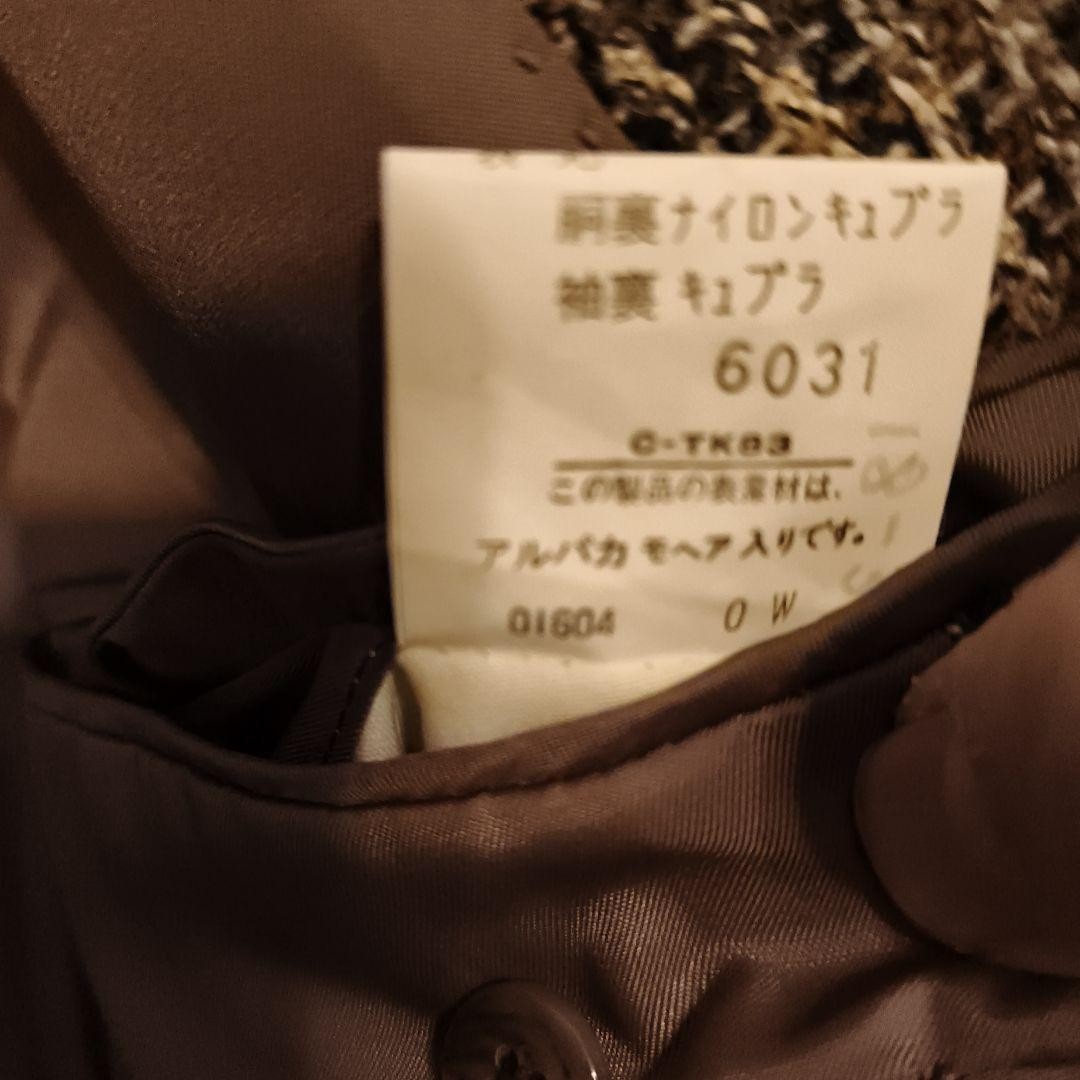 胴裏ナイロンキュプラ
袖裏 キュプラ
6031
C-TK83
この製品の表素材は、
アルパカ モヘア 入りです。
01604 0 W